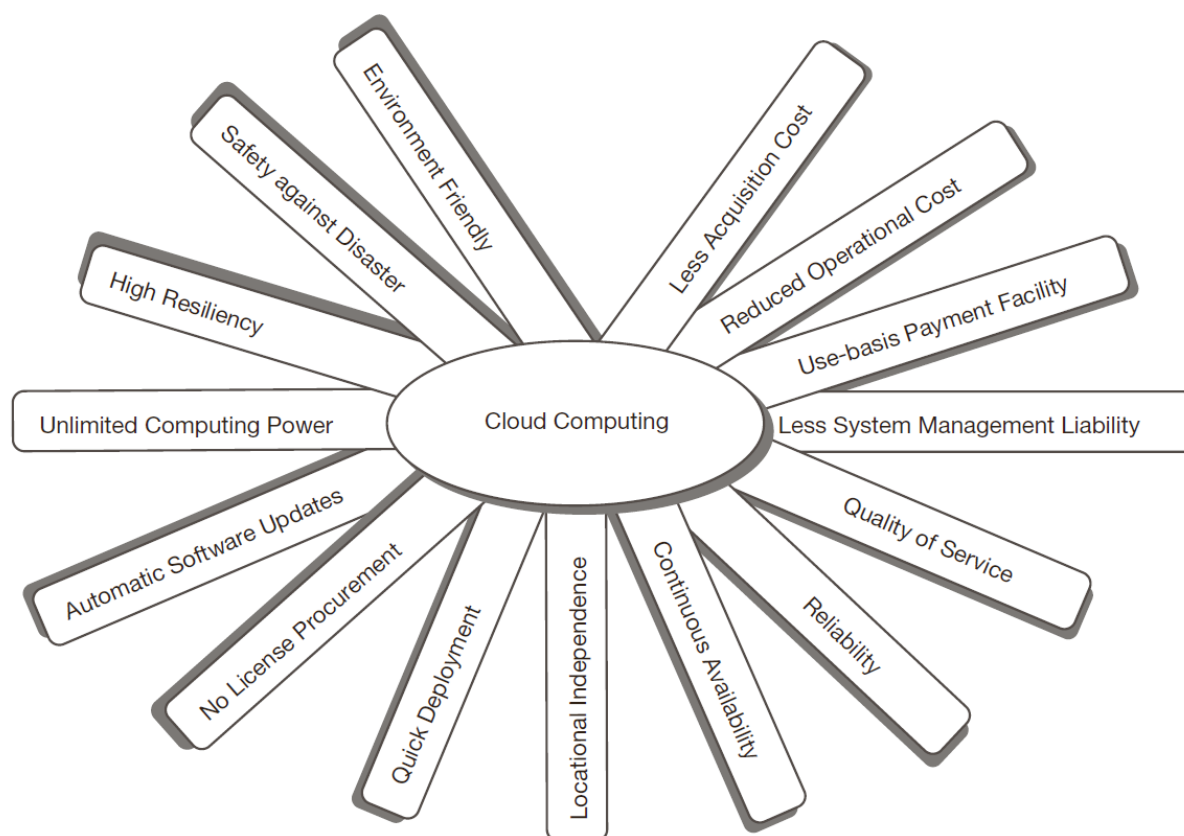 Environment Friendly
Less Acquisition Cost
Safety against Disaster
Reduced Operational Cost
High Resiliency
Use-basis Payment Facility
Unlimited Computing Power
Cloud Computing
Less System Management Liability
Automatic Software Updates
Quality of Service
No License Procurement
Reliability
Quick Deployment
Locational Independence
Continuous Availability